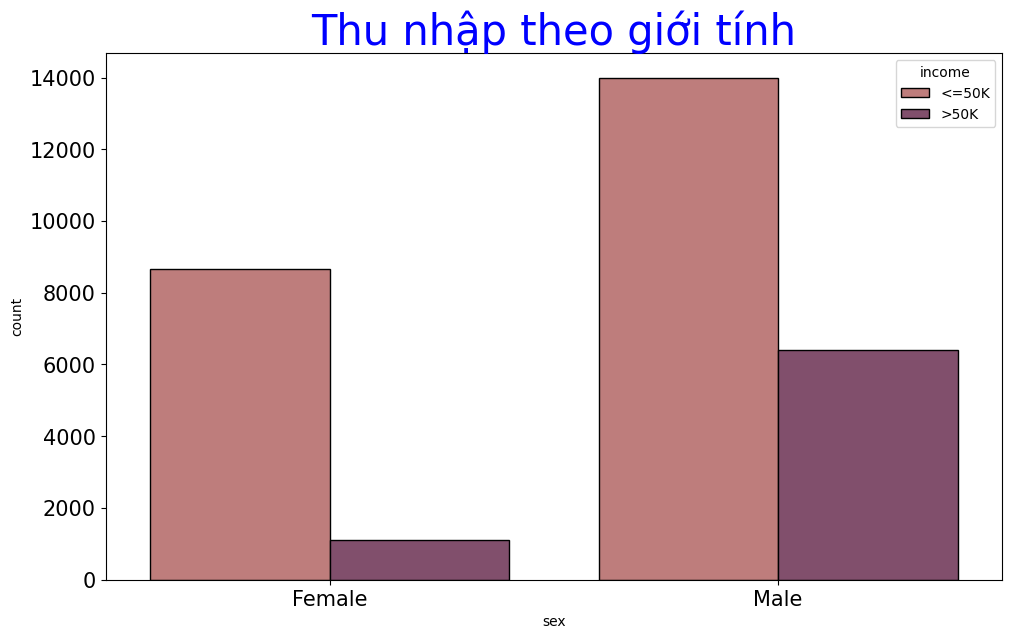 Thu nhập theo giới tính
income
<=50K
>50K
14000
12000
10000
8000
6000
4000
2000
0
count
Female
Male
sex